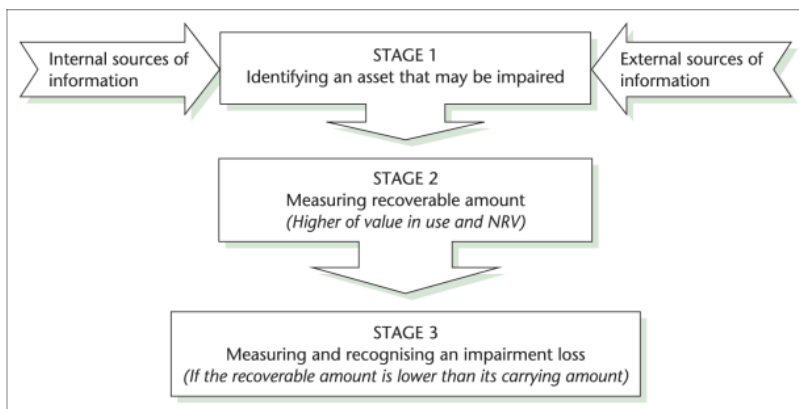 Internal sources of
information
STAGE 1
Identifying an asset that may be impaired
External sources of
information
STAGE 2
Measuring recoverable amount
(Higher of value in use and NRV)
STAGE 3
Measuring and recognising an impairment loss
(If the recoverable amount is lower than its carrying amount)